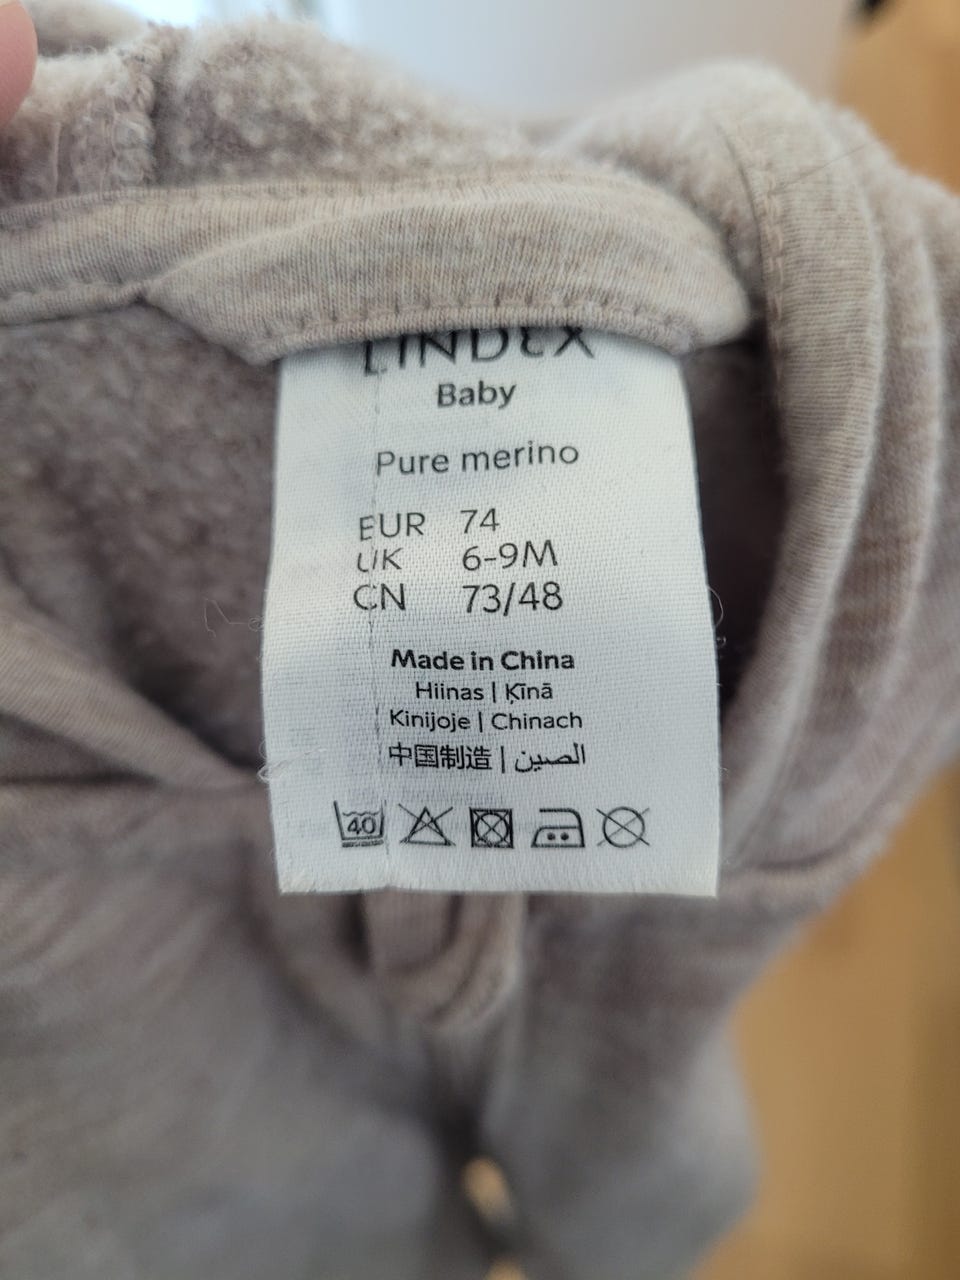 LINDEX
Baby
Pure merino
EUR 74
UK 6-9M
CN 73/48
Made in China
Hiinas | Ķīnā
Kinijoje | Chinach
中国制造 | الصين
40